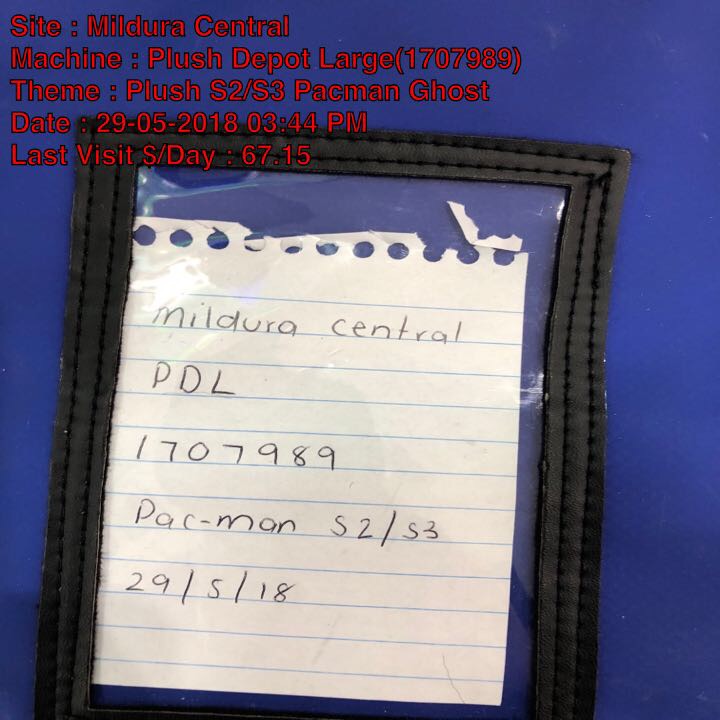 Site : Mildura Central
Machine : Plush Depot Large(1707989)
Theme : Plush S2/S3 Pacman Ghost
Date : 29-05-2018 03:44 PM
Last Visit $/Day : 67.15
mildura central
PDL
1707989
Pac-man S2/S3
29/5/18